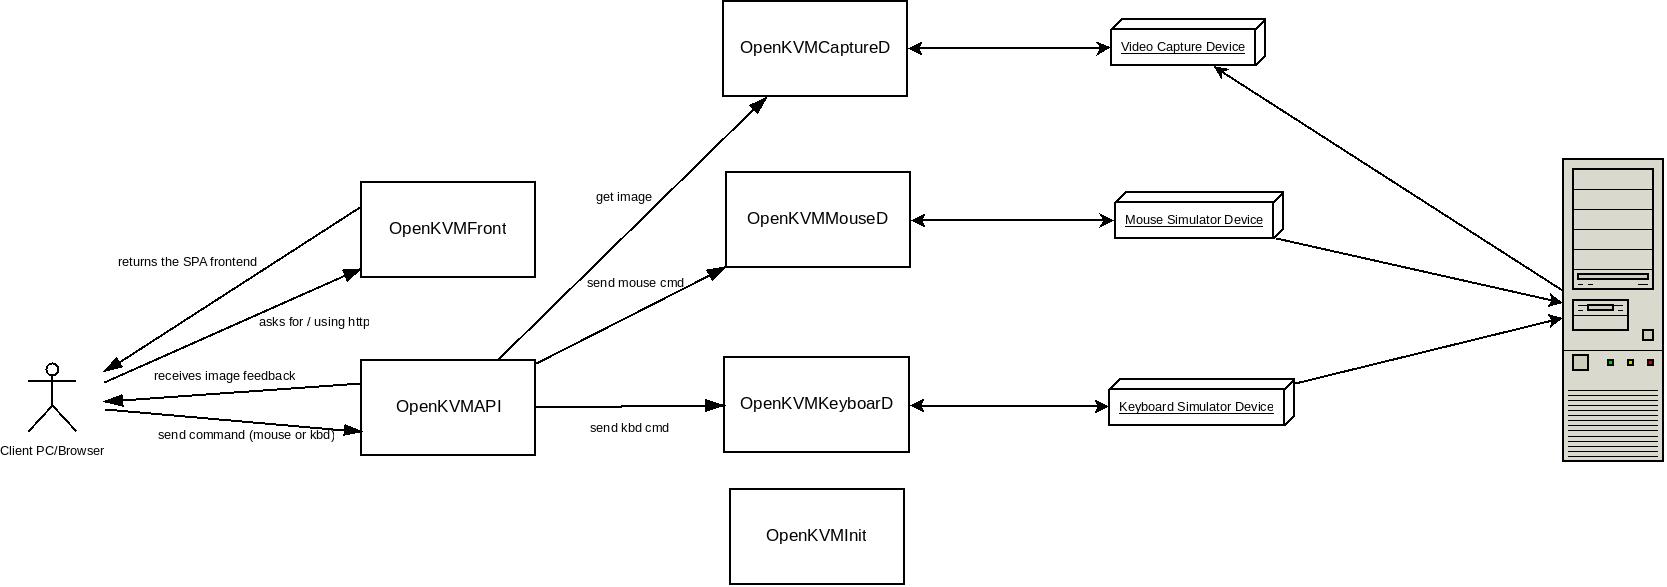 OpenKVMCaptureD
Video Capture Device
get image
OpenKVMMouseD
Mouse Simulator Device
OpenKVMFront
returns the SPA frontend
send mouse cmd
asks for / using http
receives image feedback
OpenKVMAPI
OpenKVMKeyboarD
Keyboard Simulator Device
send kbd cmd
send command (mouse or kbd)
Client PC/Browser
OpenKVMInit